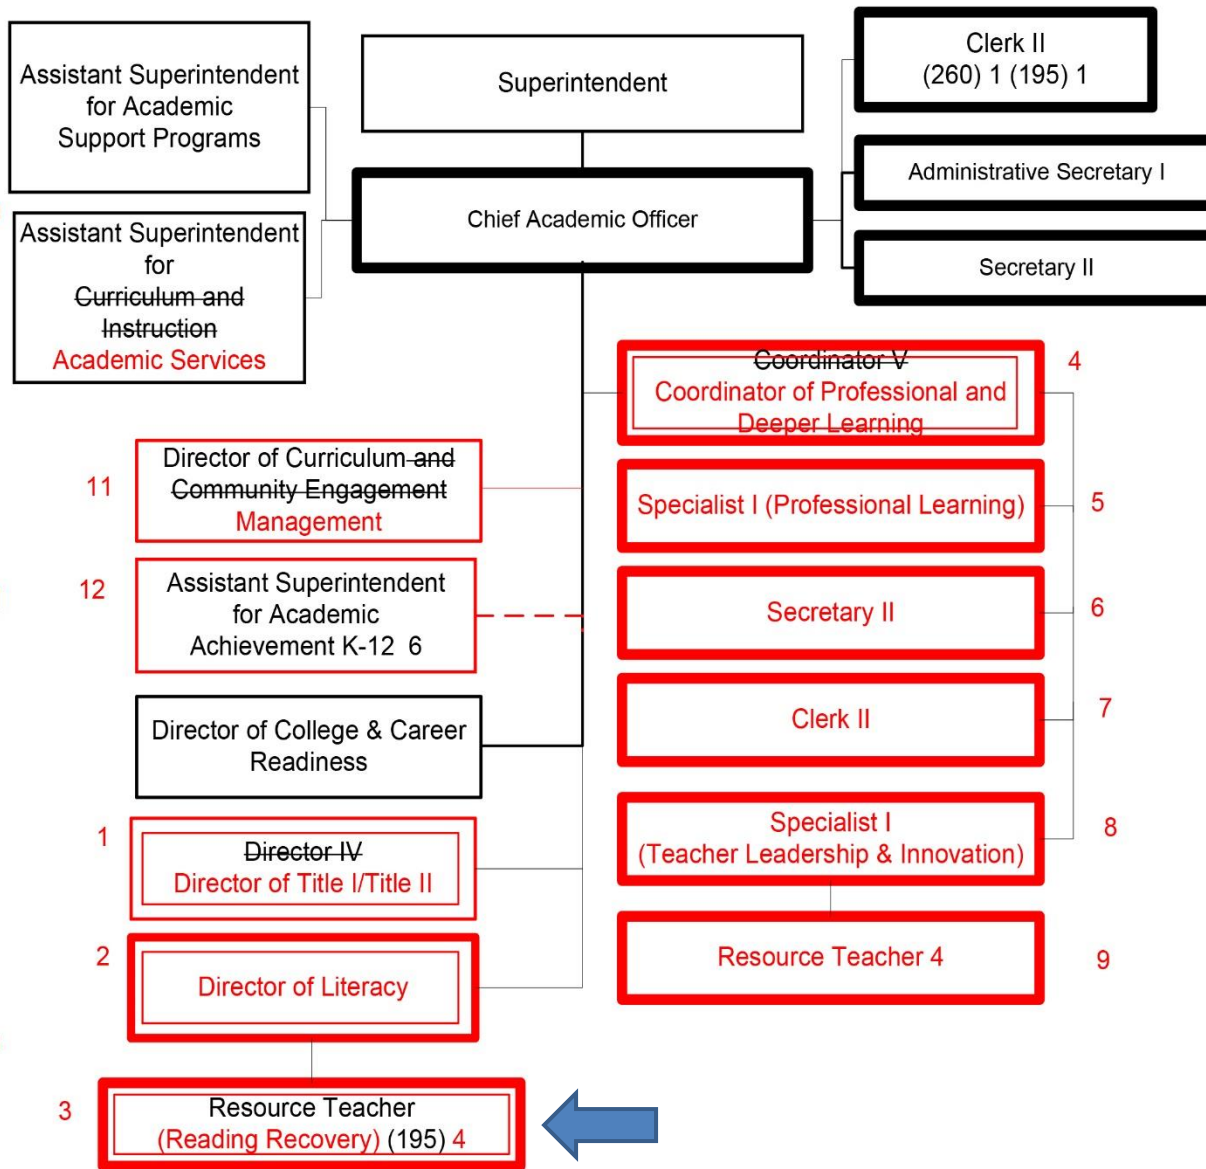 Assistant Superintendent
for Academic
Support Programs
Superintendent
Clerk II
(260) 1 (195) 1
Administrative Secretary I
Chief Academic Officer
Secretary II
Assistant Superintendent
for
Curriculum and
Instruction
Academic Services
Coordinator V
Coordinator of Professional and
Deeper Learning
4
11
Director of Curriculum and
Community Engagement
Management
Specialist I (Professional Learning)
5
12
Assistant Superintendent
for Academic
Achievement K-12 6
Secretary II
6
Director of College & Career
Readiness
Clerk II
7
1
Director IV
Director of Title I/Title II
Specialist I
(Teacher Leadership & Innovation)
8
2
Director of Literacy
Resource Teacher 4
9
3
Resource Teacher
(Reading Recovery) (195) 4